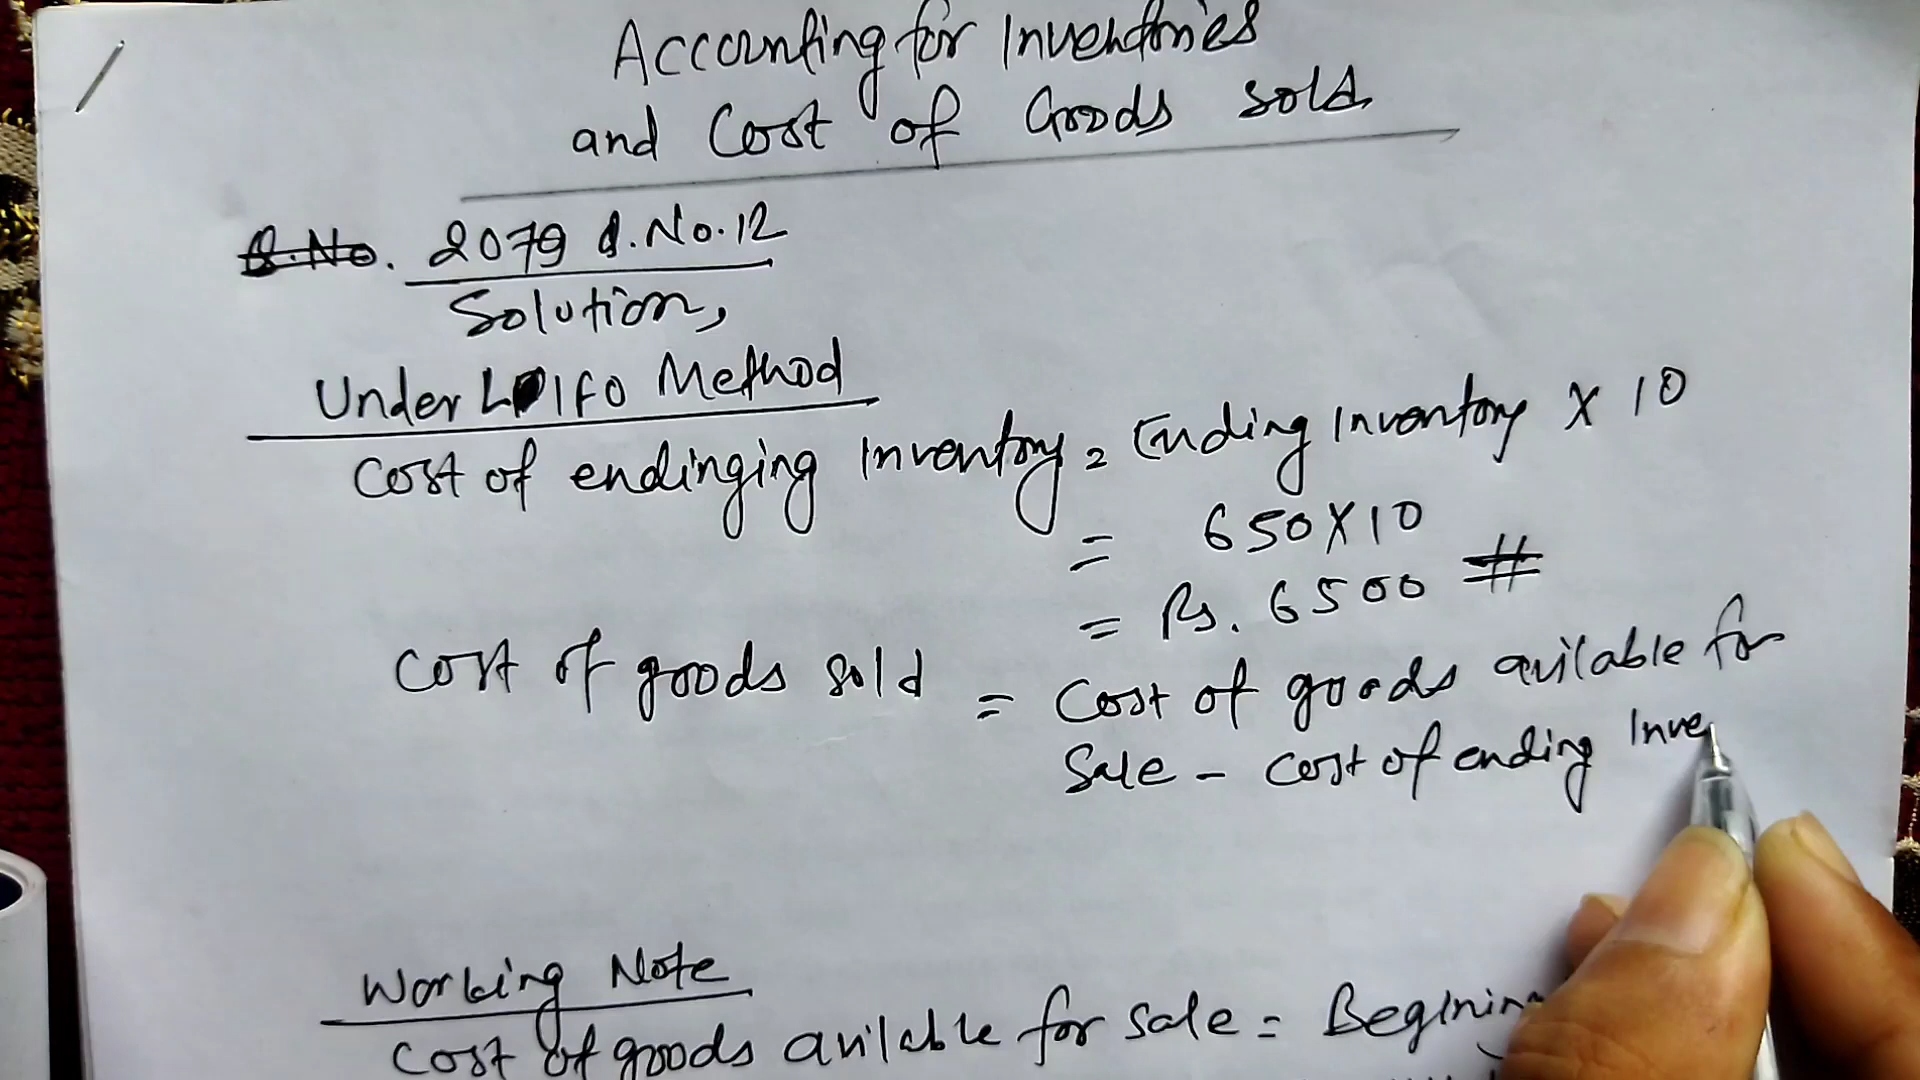 Accounting for Inventories
and Cost of Goods sold
Q.No. 2079 Q.No.12
Solution,
Under LIFO Method
Cost of endinging Inventory = Ending Inventory X 10
= 650X10
= Rs. 6500 #
Cost of goods sold = Cost of goods avilable for
Sale - Cost of ending Inve
Working Note
Cost of goods avilable for sale = Beginin